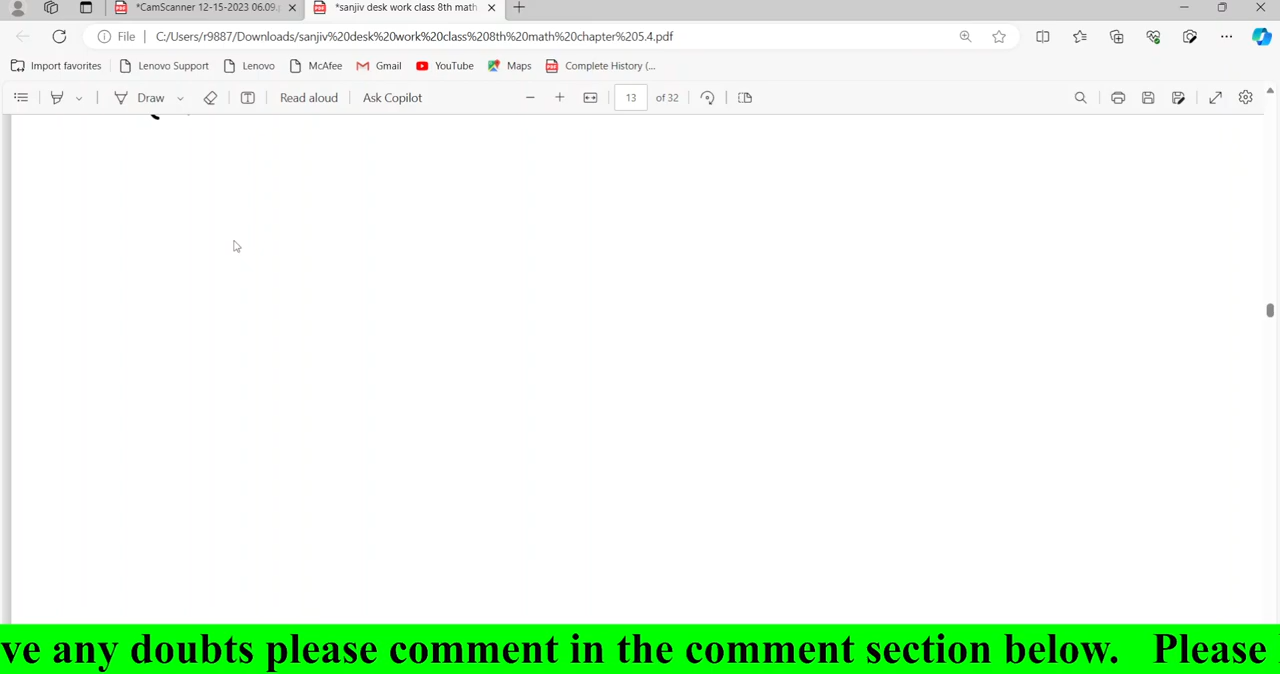 *CamScanner 12-15-2023 06.09.
*sanjiv desk work class 8th math
File
C:/Users/r9887/Downloads/sanjiv%20desk%20work%20class%208th%20math%20chapter%205.4.pdf
Import favorites
Lenovo Support
Lenovo
McAfee
Gmail
YouTube
Maps
Complete History (...
Draw
Read aloud
Ask Copilot
13 of 32
ve any doubts please comment in the comment section below. Please